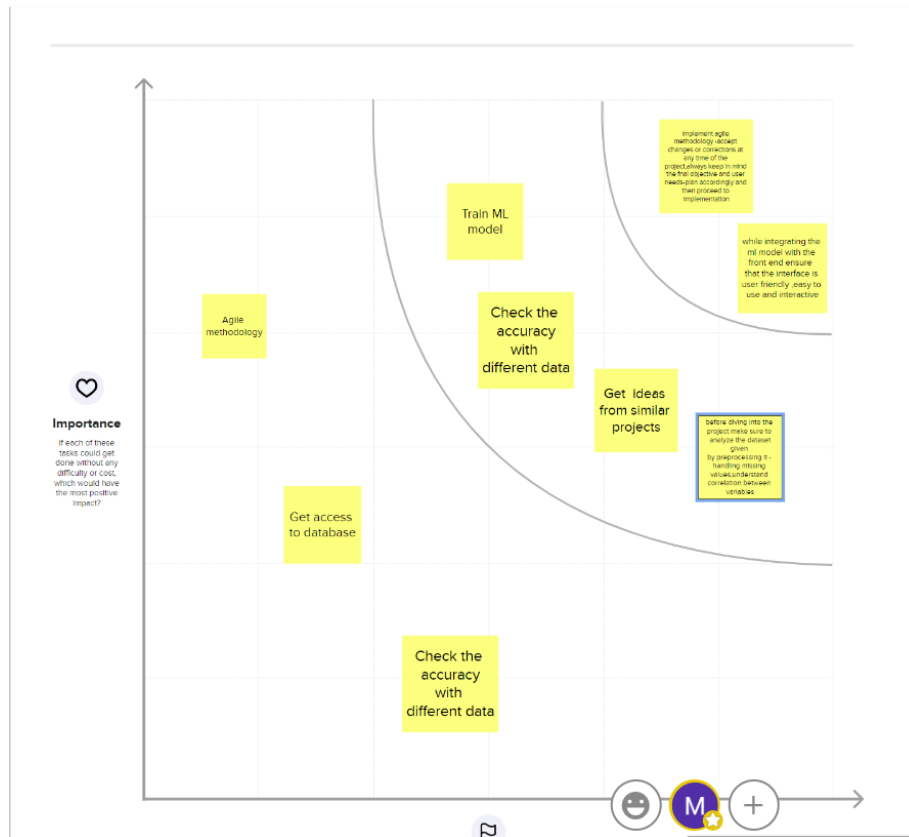 Implement agile
methodology -accept
changes or corrections at
any time of the
project,always keep in mind
the final objective and user
needs-plan accordingly and
then proceed to
implementation
Train ML
model
while integrating the
ml model with the
front end ensure
that the interface is
user friendly ,easy to
use and interactive
Agile
methodology
Check the
accuracy
with
different data
Get ideas
from similar
projects
before diving into the
project make sure to
analyze the dataset
given
by preprocessing it -
handling missing
values,understand
correlation between
variables
Importance
If each of these
tasks could get
done without any
difficulty or cost,
which would have
the most positive
impact?
Get access
to database
Check the
accuracy
with
different data
M